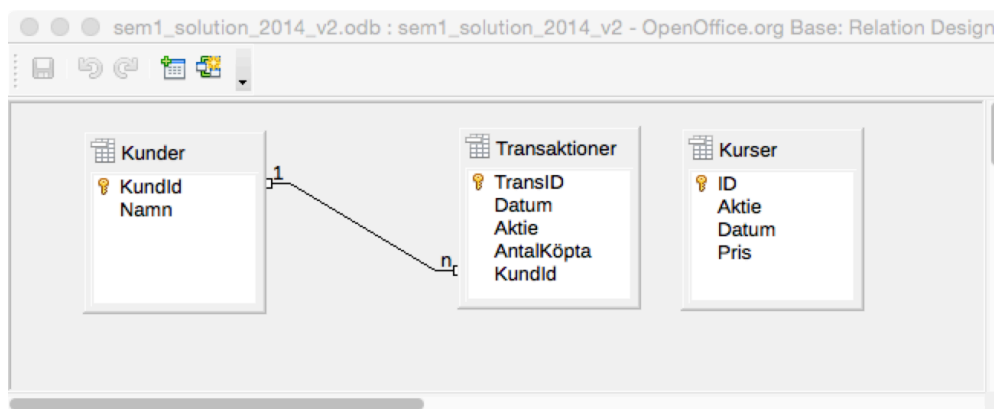 sem1_solution_2014_v2.odb : sem1_solution_2014_v2 - OpenOffice.org Base: Relation Design
Kunder
KundId
Namn
1
n
Transaktioner
TransID
Datum
Aktie
AntalKöpta
KundId
Kurser
ID
Aktie
Datum
Pris